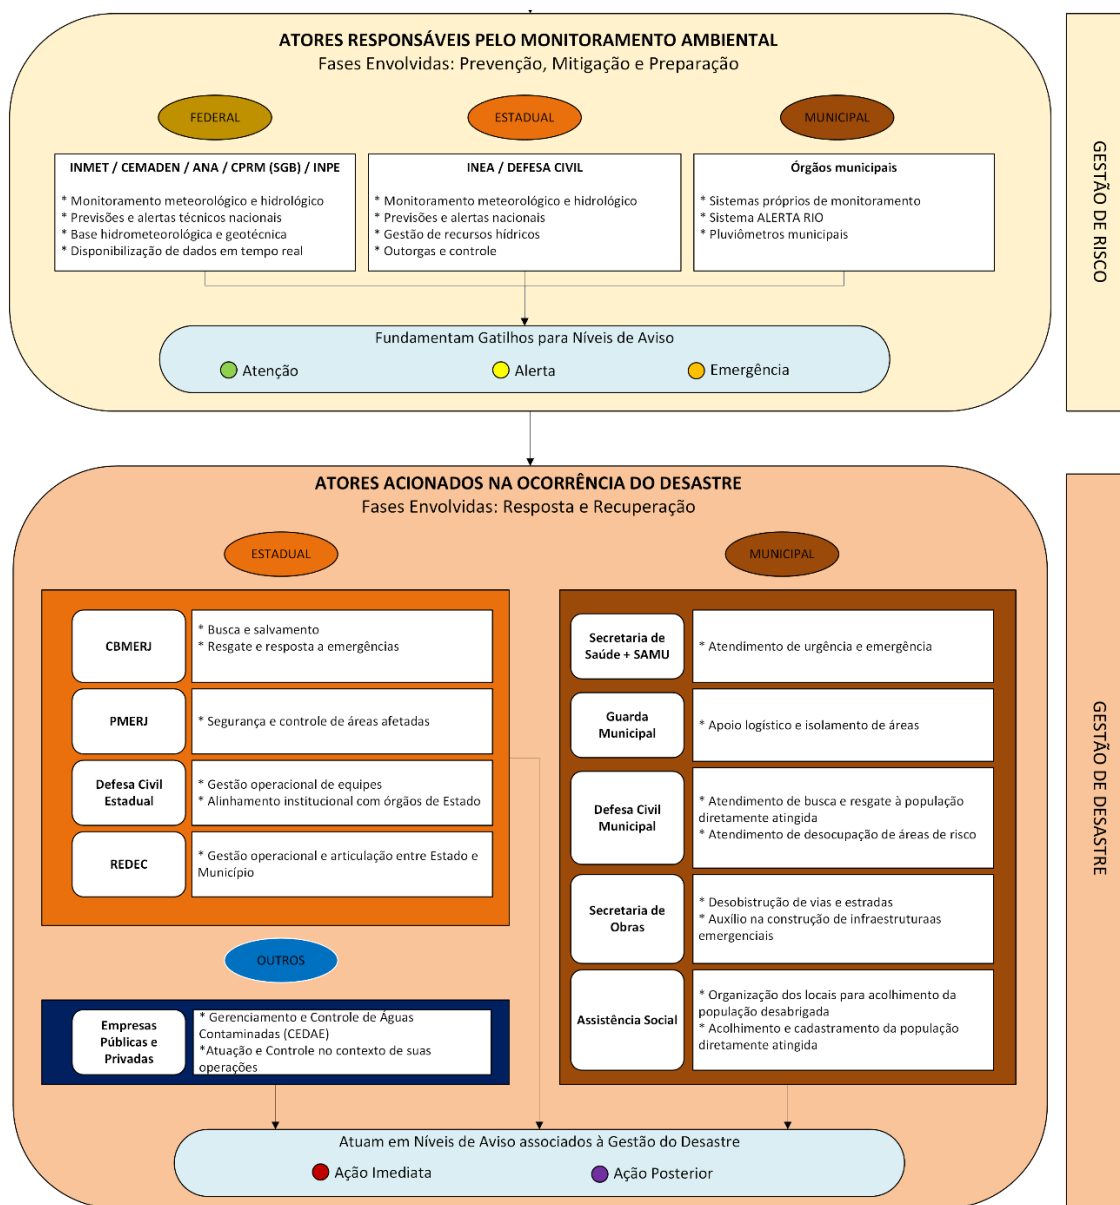 ATORES RESPONSÁVEIS PELO MONITORAMENTO AMBIENTAL
Fases Envolvidas: Prevenção, Mitigação e Preparação
FEDERAL
ESTADUAL
MUNICIPAL
INMET / CEMADEN / ANA / CPRM (SGB) / INPE
* Monitoramento meteorológico e hidrológico
* Previsões e alertas técnicos nacionais
* Base hidrometeorológica e geotécnica
* Disponibilização de dados em tempo real
INEA / DEFESA CIVIL
* Monitoramento meteorológico e hidrológico
* Previsões e alertas nacionais
* Gestão de recursos hídricos
* Outorgas e controle
Órgãos municipais
* Sistemas próprios de monitoramento
* Sistema ALERTA RIO
* Pluviômetros municipais
Fundamentam Gatilhos para Níveis de Aviso
Atenção
Alerta
Emergência
GESTÃO DE RISCO
ATORES ACIONADOS NA OCORRÊNCIA DO DESASTRE
Fases Envolvidas: Resposta e Recuperação
ESTADUAL
CBMERJ
* Busca e salvamento
* Resgate e resposta a emergências
PMERJ
* Segurança e controle de áreas afetadas
Defesa Civil
Estadual
* Gestão operacional de equipes
* Alinhamento institucional com órgãos de Estado
REDEC
* Gestão operacional e articulação entre Estado e
Município
OUTROS
Empresas
Públicas e
Privadas
* Gerenciamento e Controle de Águas
Contaminadas (CEDAE)
*Atuação e Controle no contexto de suas
operações
MUNICIPAL
Secretaria de
Saúde + SAMU
* Atendimento de urgência e emergência
Guarda
Municipal
* Apoio logístico e isolamento de áreas
Defesa Civil
Municipal
* Atendimento de busca e resgate à população
diretamente atingida
* Atendimento de desocupação de áreas de risco
Secretaria de
Obras
* Desobistrução de vias e estradas
* Auxílio na construção de infraestruturaas
emergenciais
Assistência Social
* Organização dos locais para acolhimento da
população desabrigada
* Acolhimento e cadastramento da população
diretamente atingida
Atuam em Níveis de Aviso associados à Gestão do Desastre
Ação Imediata
Ação Posterior
GESTÃO DE DESASTRE